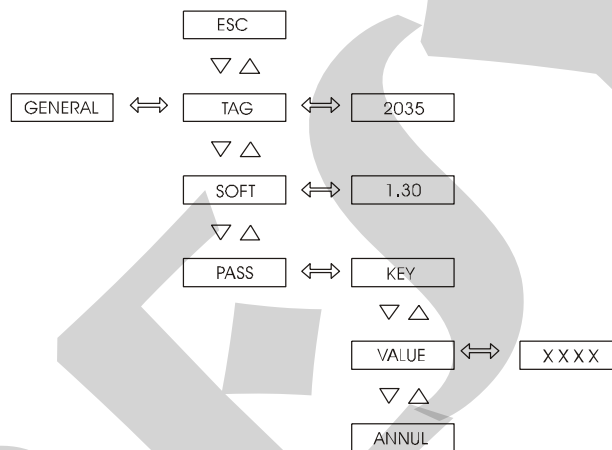 ESC
GENERAL TAG 2035
SOFT 1.30
PASS KEY
VALUE XXXX
ANNUL